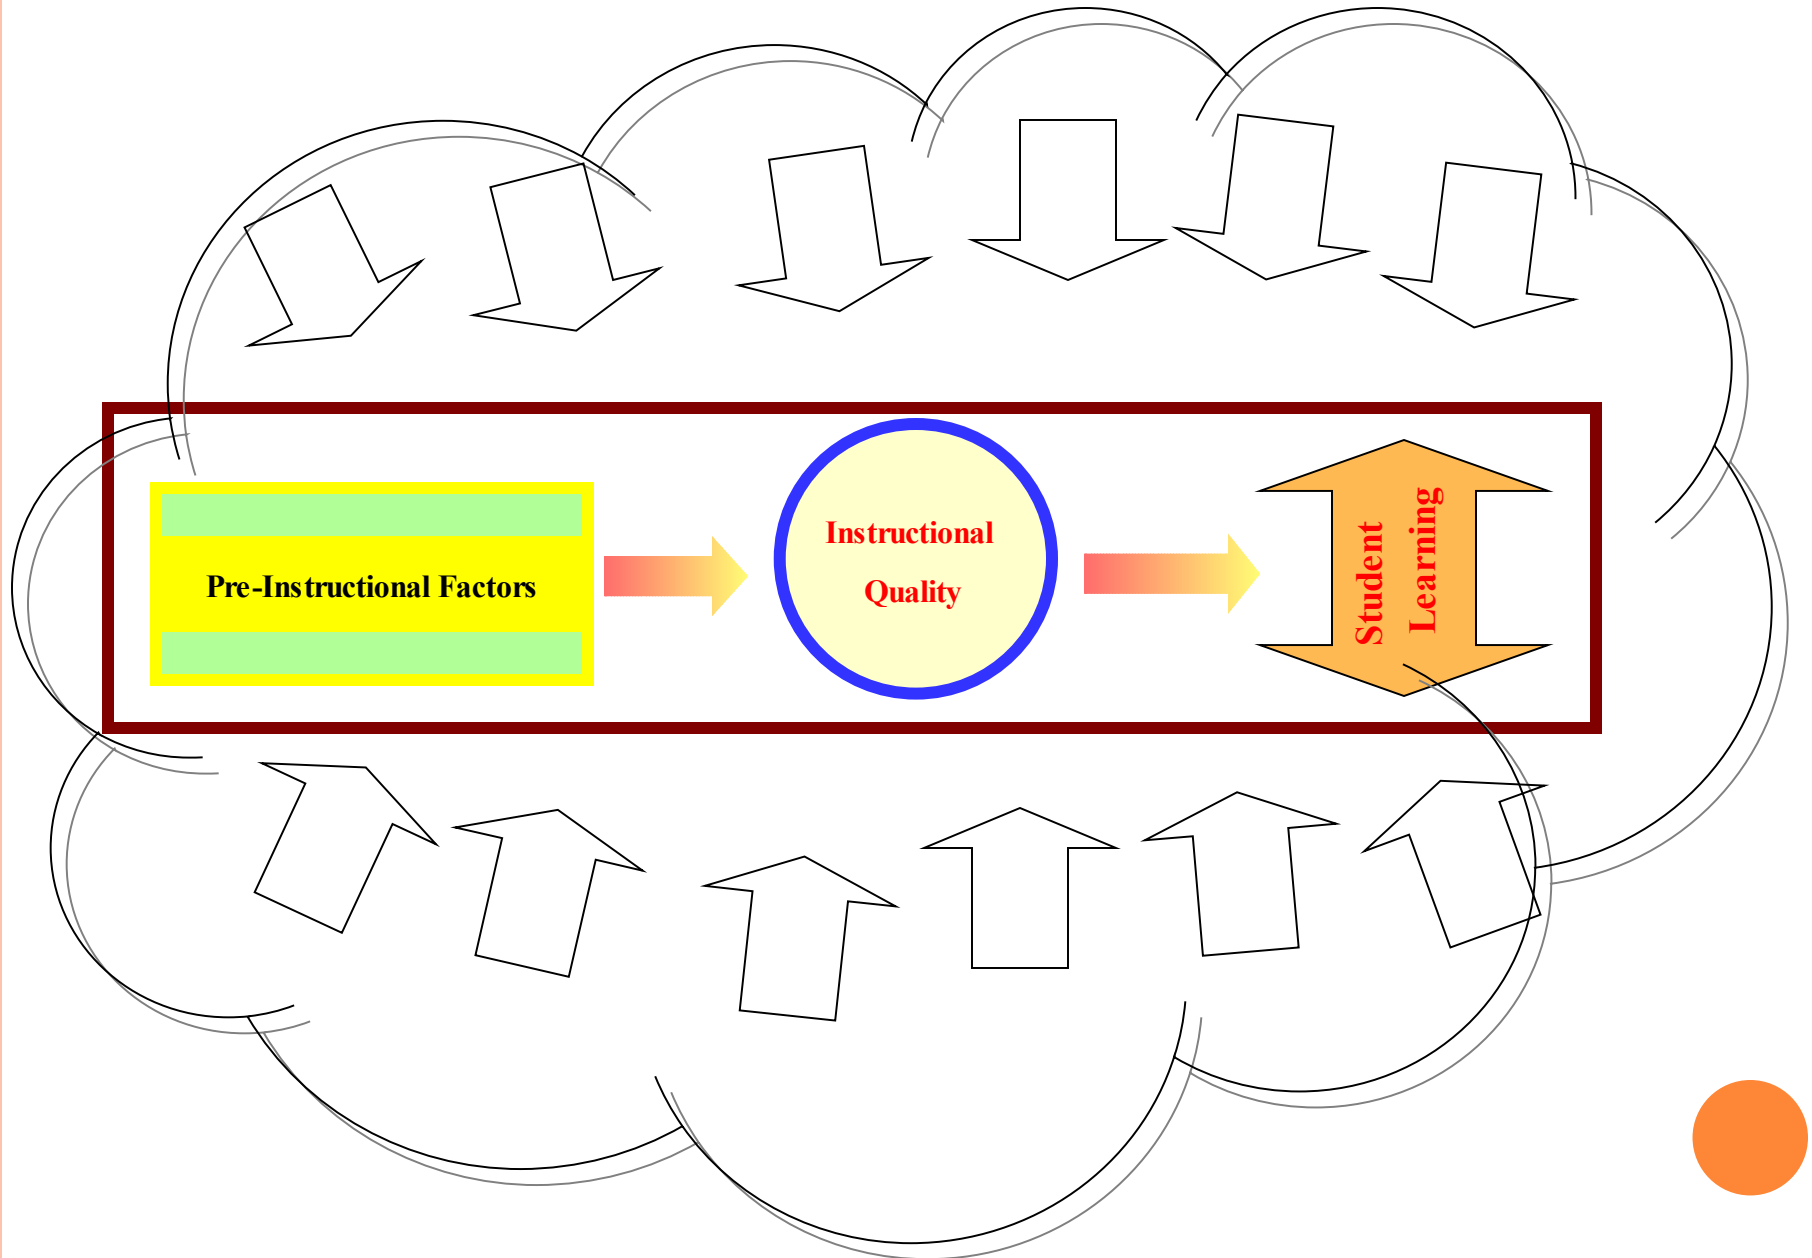 Pre-Instructional Factors
Instructional
Quality
Student
Learning